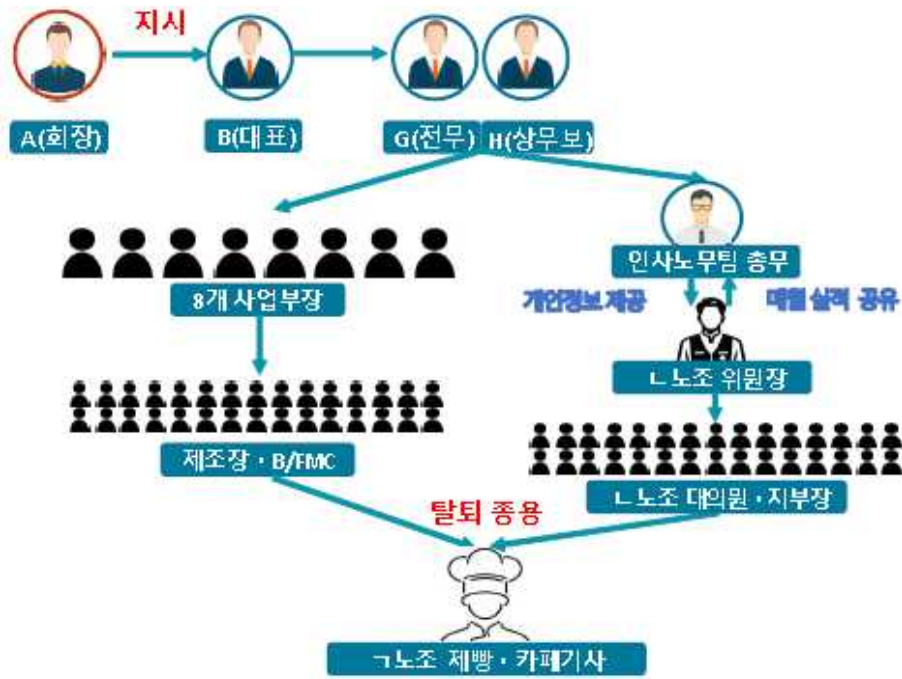 지시
A(회장)
B(대표)
G(전무)
H(상무보)
인사노무팀 총무
8개 사업부장
개인정보 제공
매월 실적 공유
ㄴ노조 위원장
제조장·B/FMC
ㄴ노조 대의원·지부장
탈퇴 종용
ㄱ노조 제빵·카페기사